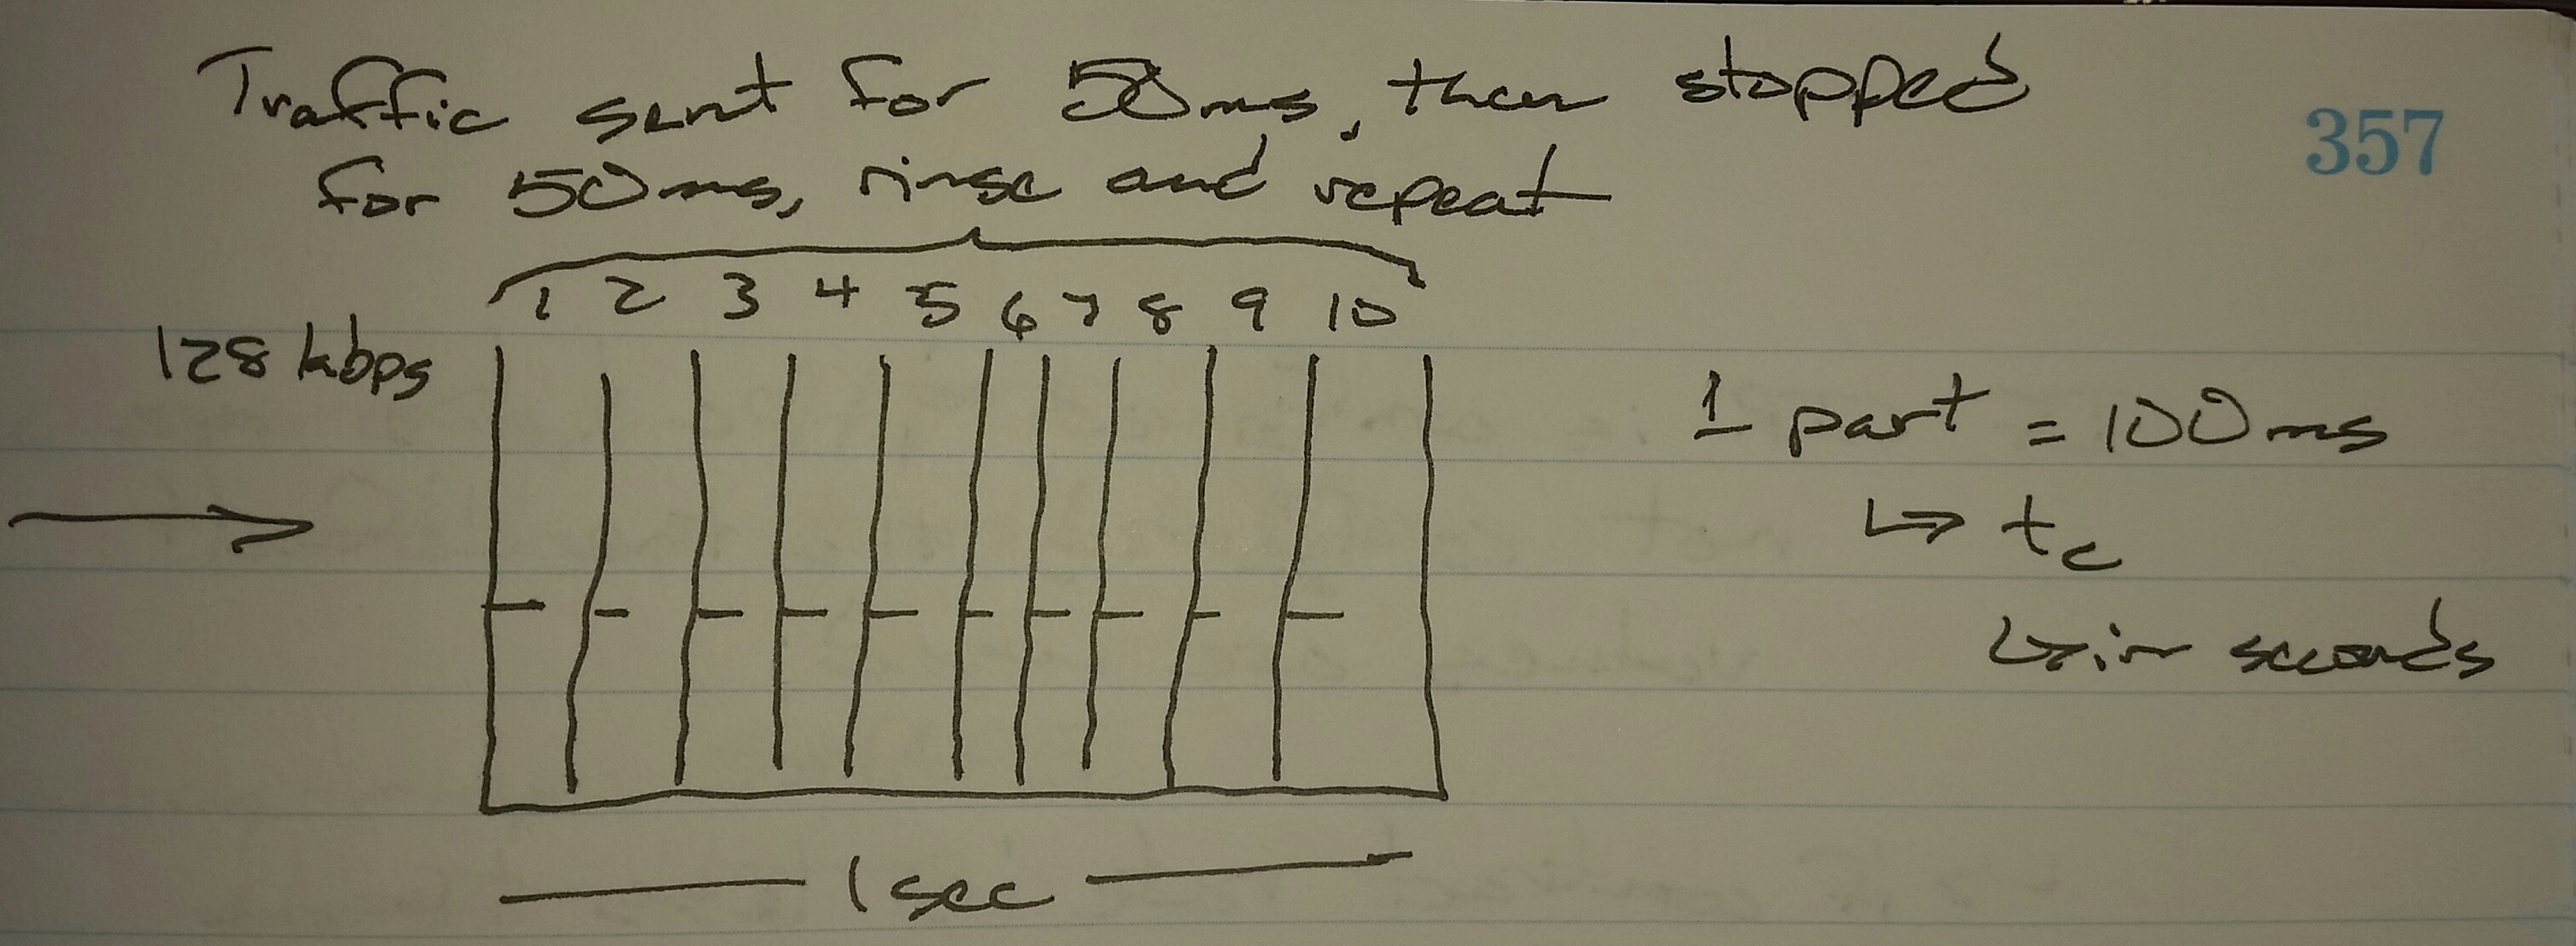 Traffic sent for 50ms, then stopped
357
for 50ms, rinse and repeat
1 2 3 4 5 6 7 8 9 10
128 kbps
1 part = 100ms
↳ tc
↳ in seconds
1 sec